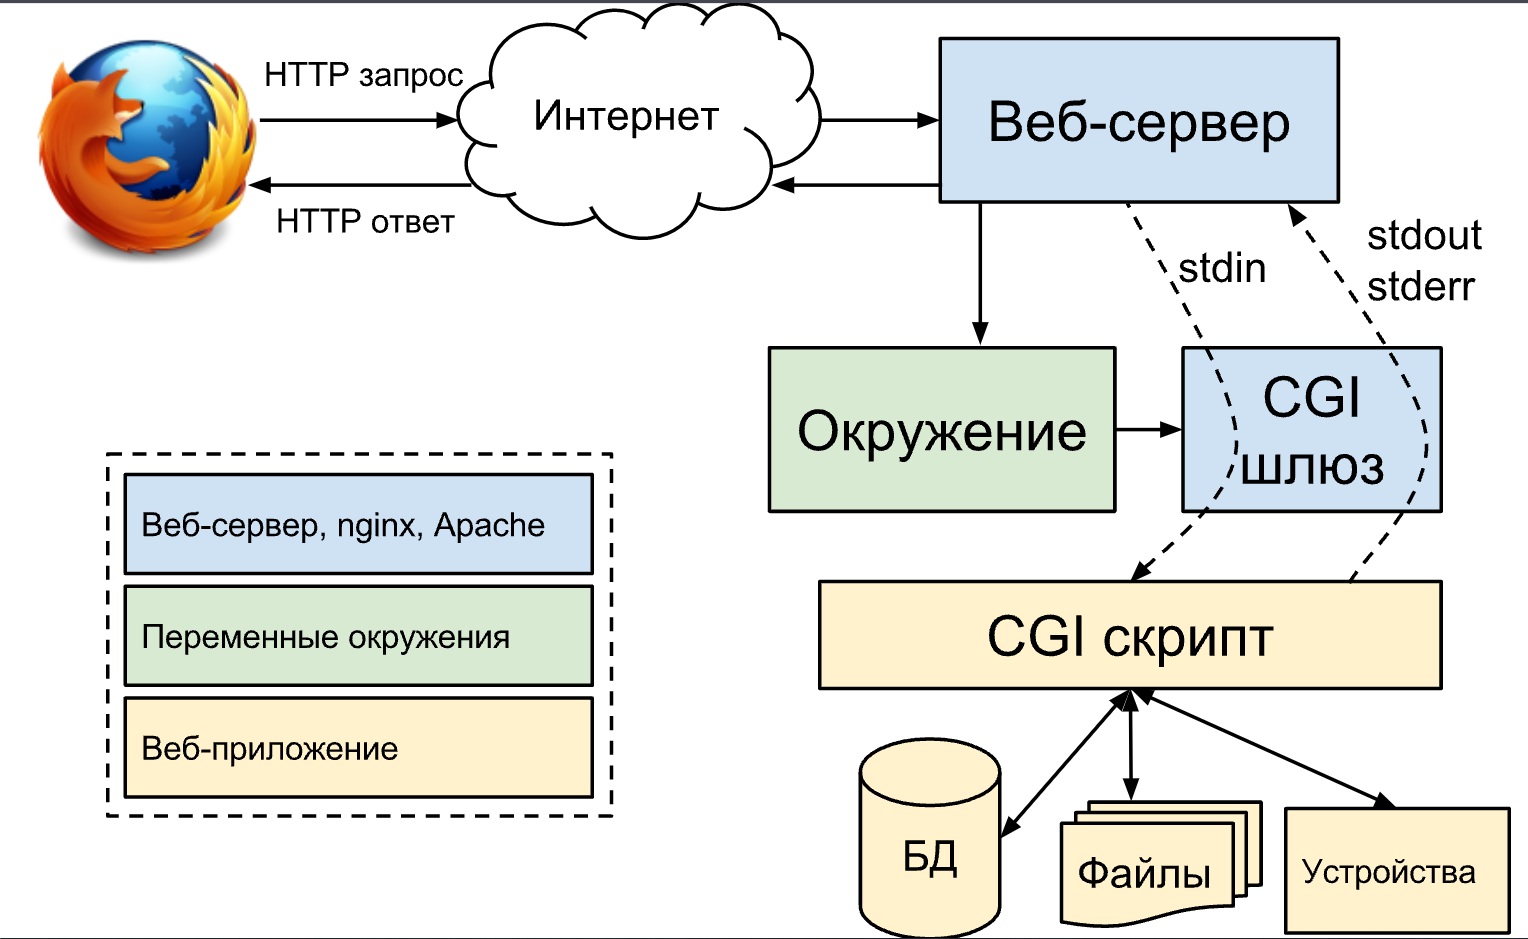 HTTP запрос
Интернет
Веб-сервер
HTTP ответ
stdin
stdout
stderr
Окружение
CGI
шлюз
Веб-сервер, nginx, Apache
Переменные окружения
Веб-приложение
CGI скрипт
БД
Файлы
Устройства